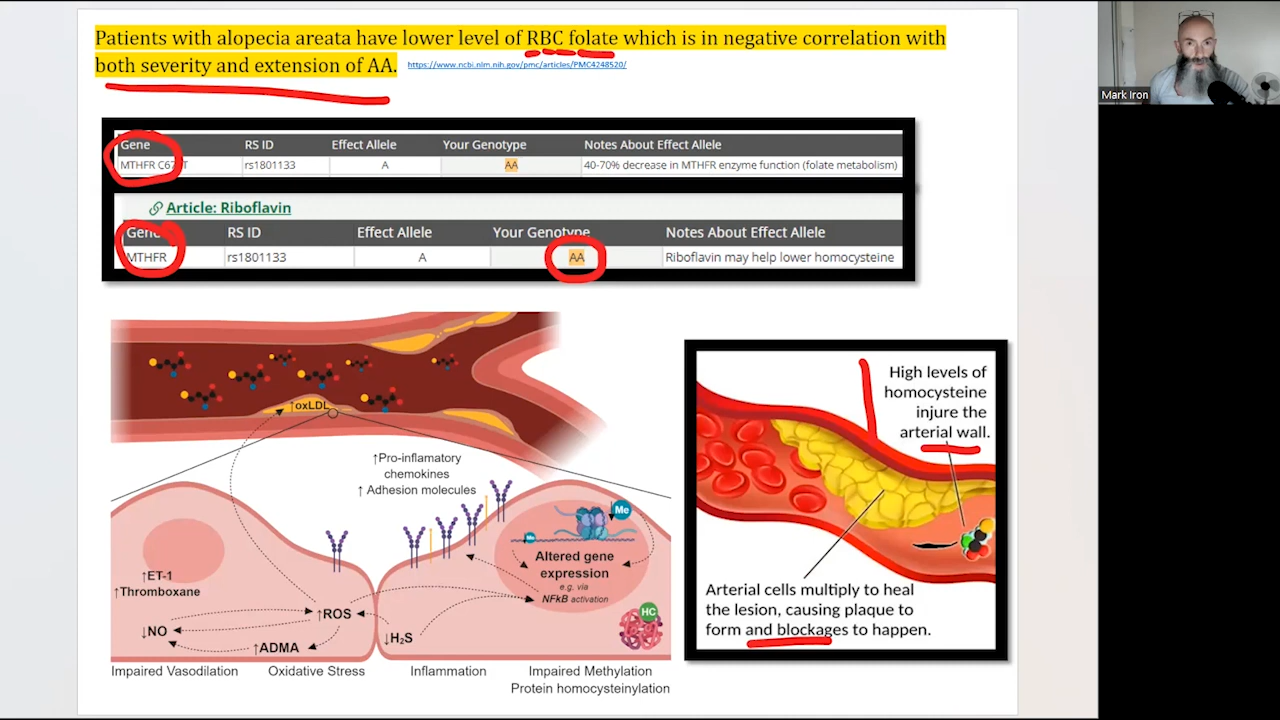 Patients with alopecia areata have lower level of RBC folate which is in negative correlation with
both severity and extension of AA. https://www.ncbi.nlm.nih.gov/pmc/articles/PMC4248520/
Mark Iron
Gene RS ID Effect Allele Your Genotype Notes About Effect Allele
MTHFR rs1801133 A AA 40-70% decrease in MTHFR enzyme function (folate metabolism)
Article: Riboflavin
Gene RS ID Effect Allele Your Genotype Notes About Effect Allele
MTHFR rs1801133 A AA Riboflavin may help lower homocysteine
↑oxLDL
↑Pro-inflamatory
chemokines
↑ Adhesion molecules
Me
Me
Altered gene
expression
e.g. via
NFkB activation
HC
↑ET-1
↑Thromboxane
↑ROS
↓NO
↓H₂S
↑ADMA
Impaired Vasodilation Oxidative Stress Inflammation Impaired Methylation
Protein homocysteinylation
High levels of
homocysteine
injure the
arterial wall.
Arterial cells multiply to heal
the lesion, causing plaque to
form and blockages to happen.